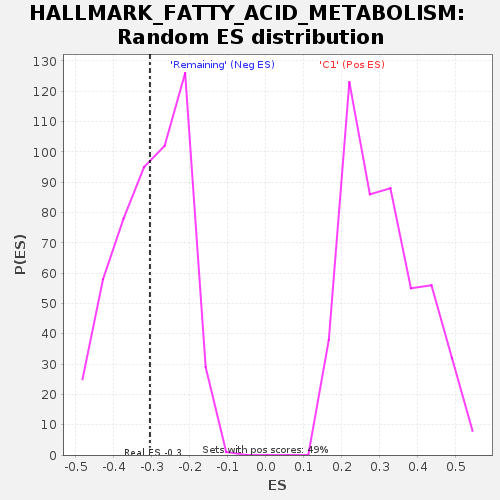 HALLMARK_FATTY_ACID_METABOLISM:
Random ES distribution
'Remaining' (Neg ES)
'C1' (Pos ES)
130
120
110
100
90
80
70
60
50
40
30
20
10
0
P(ES)
Real ES -0.3
Sets with pos scores: 49%
-0.5 -0.4 -0.3 -0.2 -0.1 0.0 0.1 0.2 0.3 0.4 0.5
ES